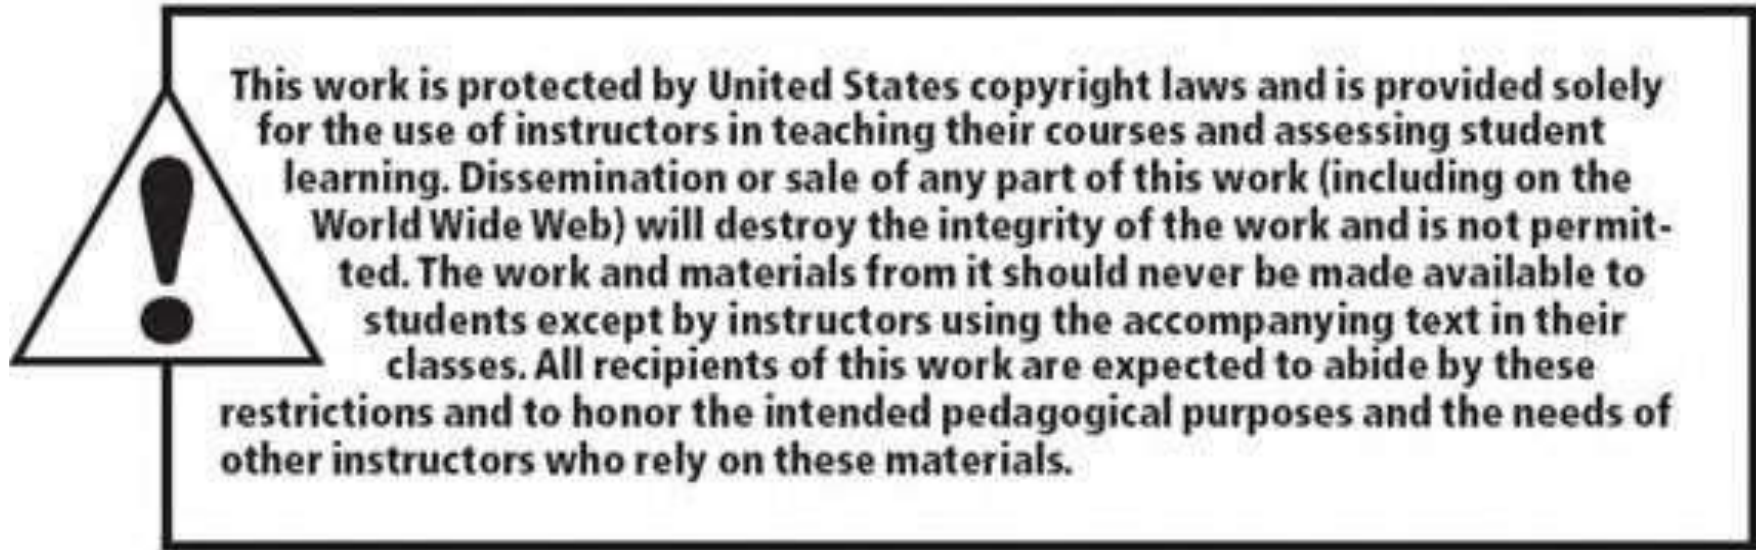 This work is protected by United States copyright laws and is provided solely
for the use of instructors in teaching their courses and assessing student
learning. Dissemination or sale of any part of this work (including on the
World Wide Web) will destroy the integrity of the work and is not permit-
ted. The work and materials from it should never be made available to
students except by instructors using the accompanying text in their
classes. All recipients of this work are expected to abide by these
restrictions and to honor the intended pedagogical purposes and the needs of
other instructors who rely on these materials.